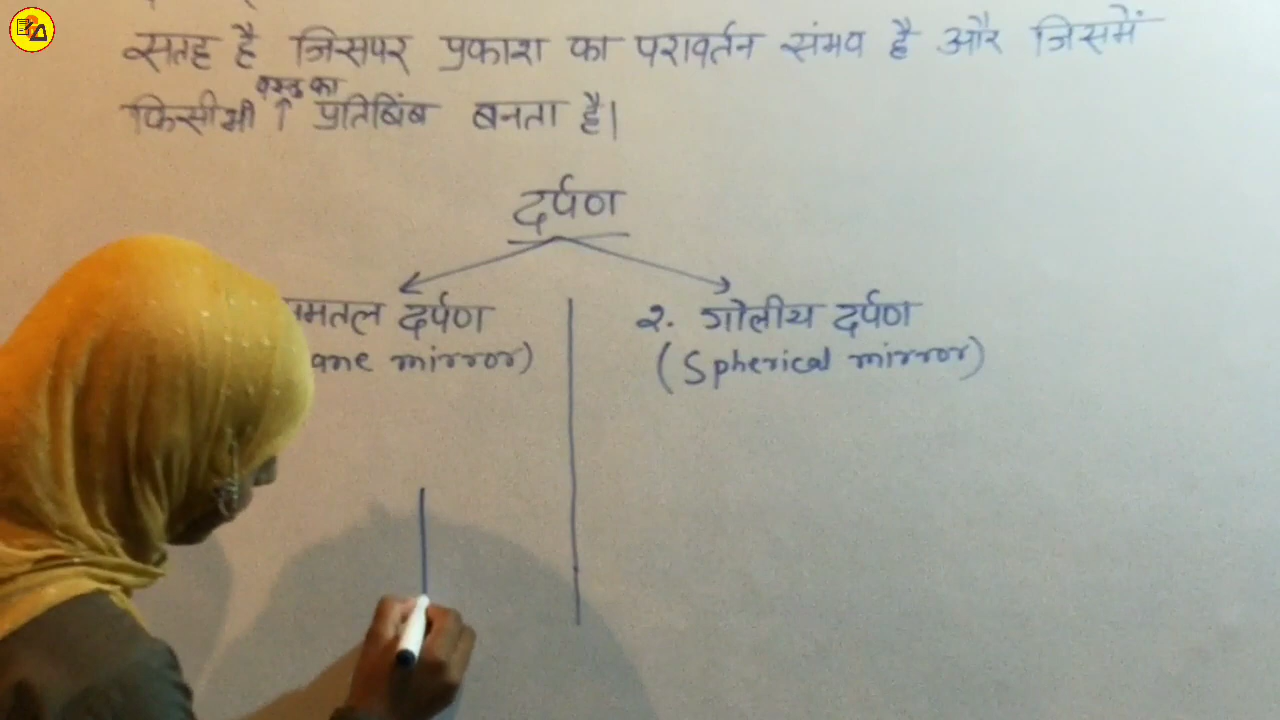 सतह है जिसपर प्रकाश का परावर्तन संभव है और जिसमें
वस्तु का
किसीभी ↑ प्रतिबिंब बनता है।
दर्पण
मतल दर्पण
२. गोलीय दर्पण
ane mirror)
(Spherical mirror)